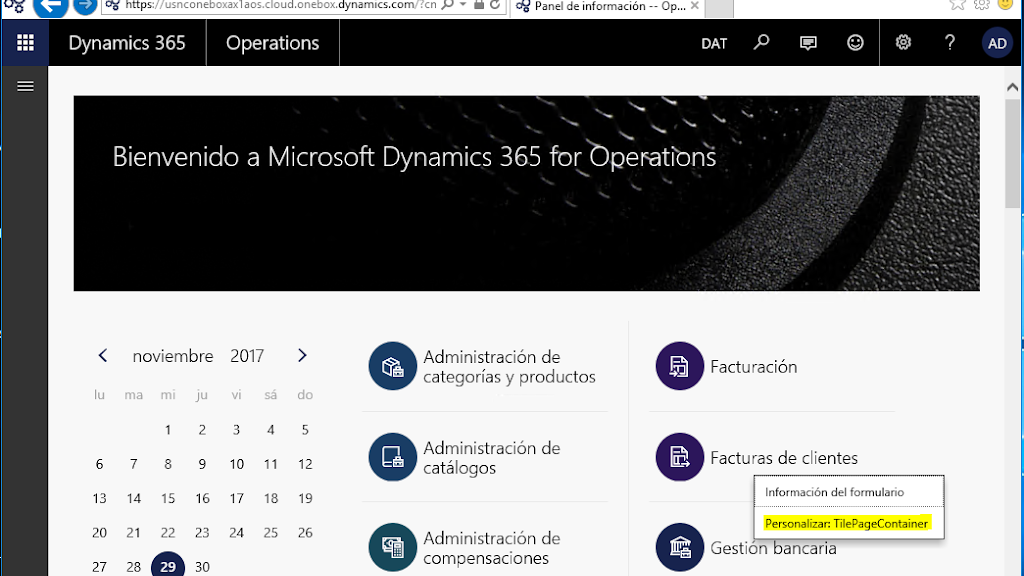 https://usnconeboxax1aos.cloud.onebox.dynamics.com/?cn
Panel de información -- Op...
Dynamics 365
Operations
DAT
?
AD
Bienvenido a Microsoft Dynamics 365 for Operations
noviembre 2017
lu ma mi ju vi sá do
1 2 3 4 5
6 7 8 9 10 11 12
13 14 15 16 17 18 19
20 21 22 23 24 25 26
27 28 29 30
Administración de
categorías y productos
Administración de
catálogos
Administración de
compensaciones
Facturación
Facturas de clientes
Información del formulario
Personalizar: TilePageContainer
Gestión bancaria